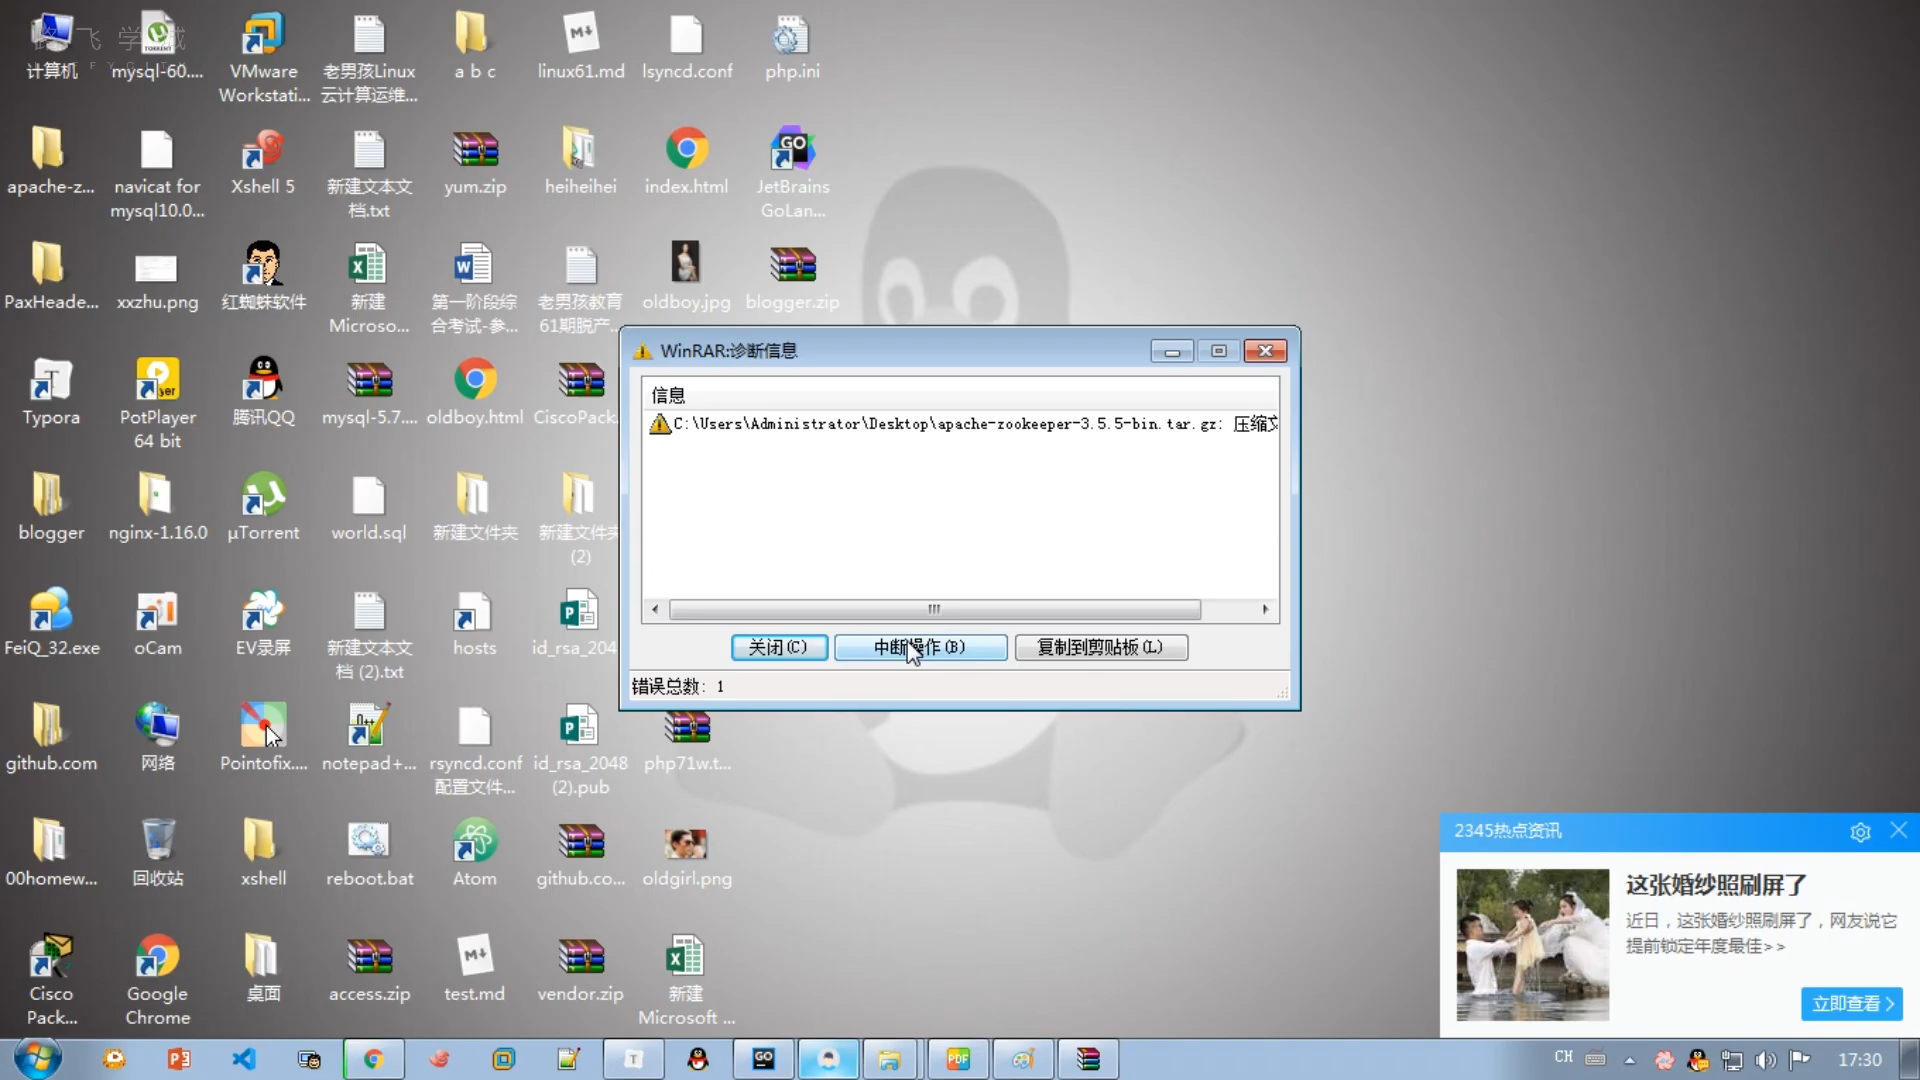 计算机
mysql-60....
VMware
Workstati...
老男孩Linux
云计算运维...
a b c
linux61.md
lsyncd.conf
php.ini
apache-z...
navicat for
mysql10.0...
Xshell 5
新建文本文
档.txt
yum.zip
heiheihei
index.html
JetBrains
GoLan...
PaxHeade...
xxzhu.png
红蜘蛛软件
新建
Microso...
第一阶段综
合考试-参...
老男孩教育
61期脱产...
oldboy.jpg
blogger.zip
WinRAR:诊断信息
信息
C:\Users\Administrator\Desktop\apache-zookeeper-3.5.5-bin.tar.gz: 压缩文
关闭(C)
中断操作(B)
复制到剪贴板(L)
错误总数: 1
Typora
PotPlayer
64 bit
腾讯QQ
mysql-5.7....
oldboy.html
CiscoPack.
blogger
nginx-1.16.0
µTorrent
world.sql
新建文件夹
新建文件夹
(2)
FeiQ_32.exe
oCam
EV录屏
新建文本文
档 (2).txt
hosts
id_rsa_204
github.com
网络
Pointofix....
notepad+...
rsyncd.conf
配置文件...
id_rsa_2048
(2).pub
php71w.t...
00homew...
回收站
xshell
reboot.bat
Atom
github.co...
oldgirl.png
Cisco
Pack...
Google
Chrome
桌面
access.zip
test.md
vendor.zip
新建
Microsoft ...
2345热点资讯
这张婚纱照刷屏了
近日，这张婚纱照刷屏了，网友说它
提前锁定年度最佳>>
立即查看
CH
17:30